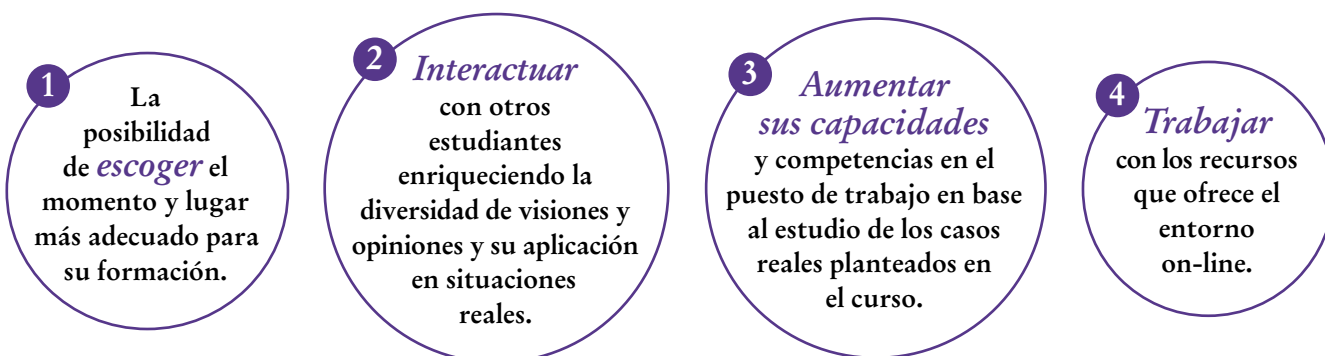 1
La
posibilidad
de escoger el
momento y lugar
más adecuado para
su formación.
2
Interactuar
con otros
estudiantes
enriqueciendo la
diversidad de visiones y
opiniones y su aplicación
en situaciones
reales.
3
Aumentar
sus capacidades
y competencias en el
puesto de trabajo en base
al estudio de los casos
reales planteados en
el curso.
4
Trabajar
con los recursos
que ofrece el
entorno
on-line.